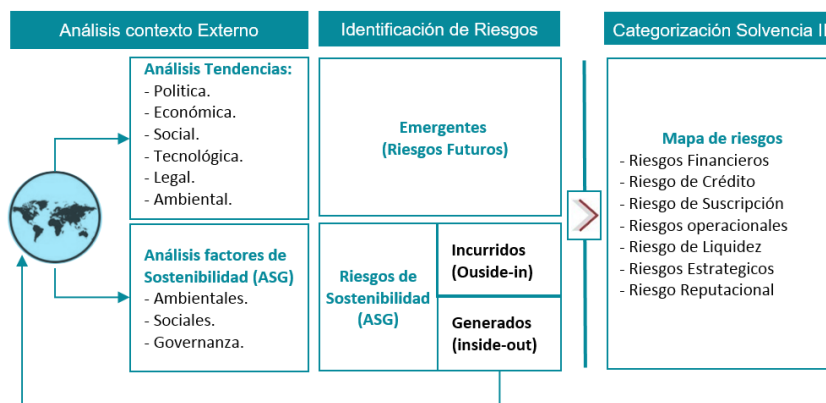 Análisis contexto Externo
Identificación de Riesgos
Categorización Solvencia II
Análisis Tendencias:
- Politica.
- Económica.
- Social.
- Tecnológica.
- Legal.
- Ambiental.
Análisis factores de
Sostenibilidad (ASG)
- Ambientales.
- Sociales.
- Governanza.
Emergentes
(Riesgos Futuros)
Riesgos de
Sostenibilidad
(ASG)
Incurridos
(Ouside-in)
Generados
(inside-out)
Mapa de riesgos
- Riesgos Financieros
- Riesgo de Crédito
- Riesgo de Suscripción
- Riesgos operacionales
- Riesgo de Liquidez
- Riesgos Estrategicos
- Riesgo Reputacional